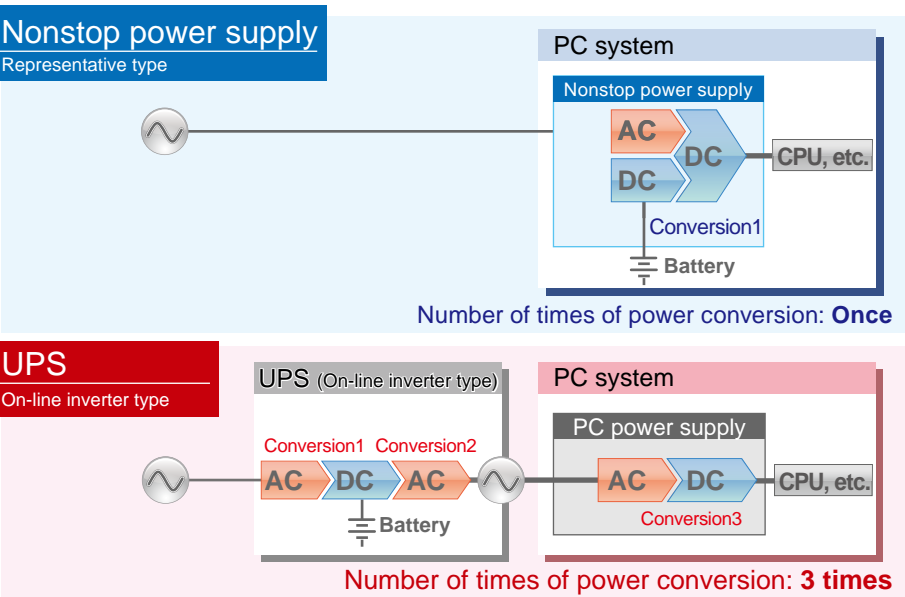 Nonstop power supply
Representative type
PC system
Nonstop power supply
AC
DC
DC
CPU, etc.
Conversion1
Battery
Number of times of power conversion: Once
UPS
On-line inverter type
UPS (On-line inverter type)
PC system
PC power supply
Conversion1 Conversion2
AC DC AC
AC DC
CPU, etc.
Battery
Conversion3
Number of times of power conversion: 3 times